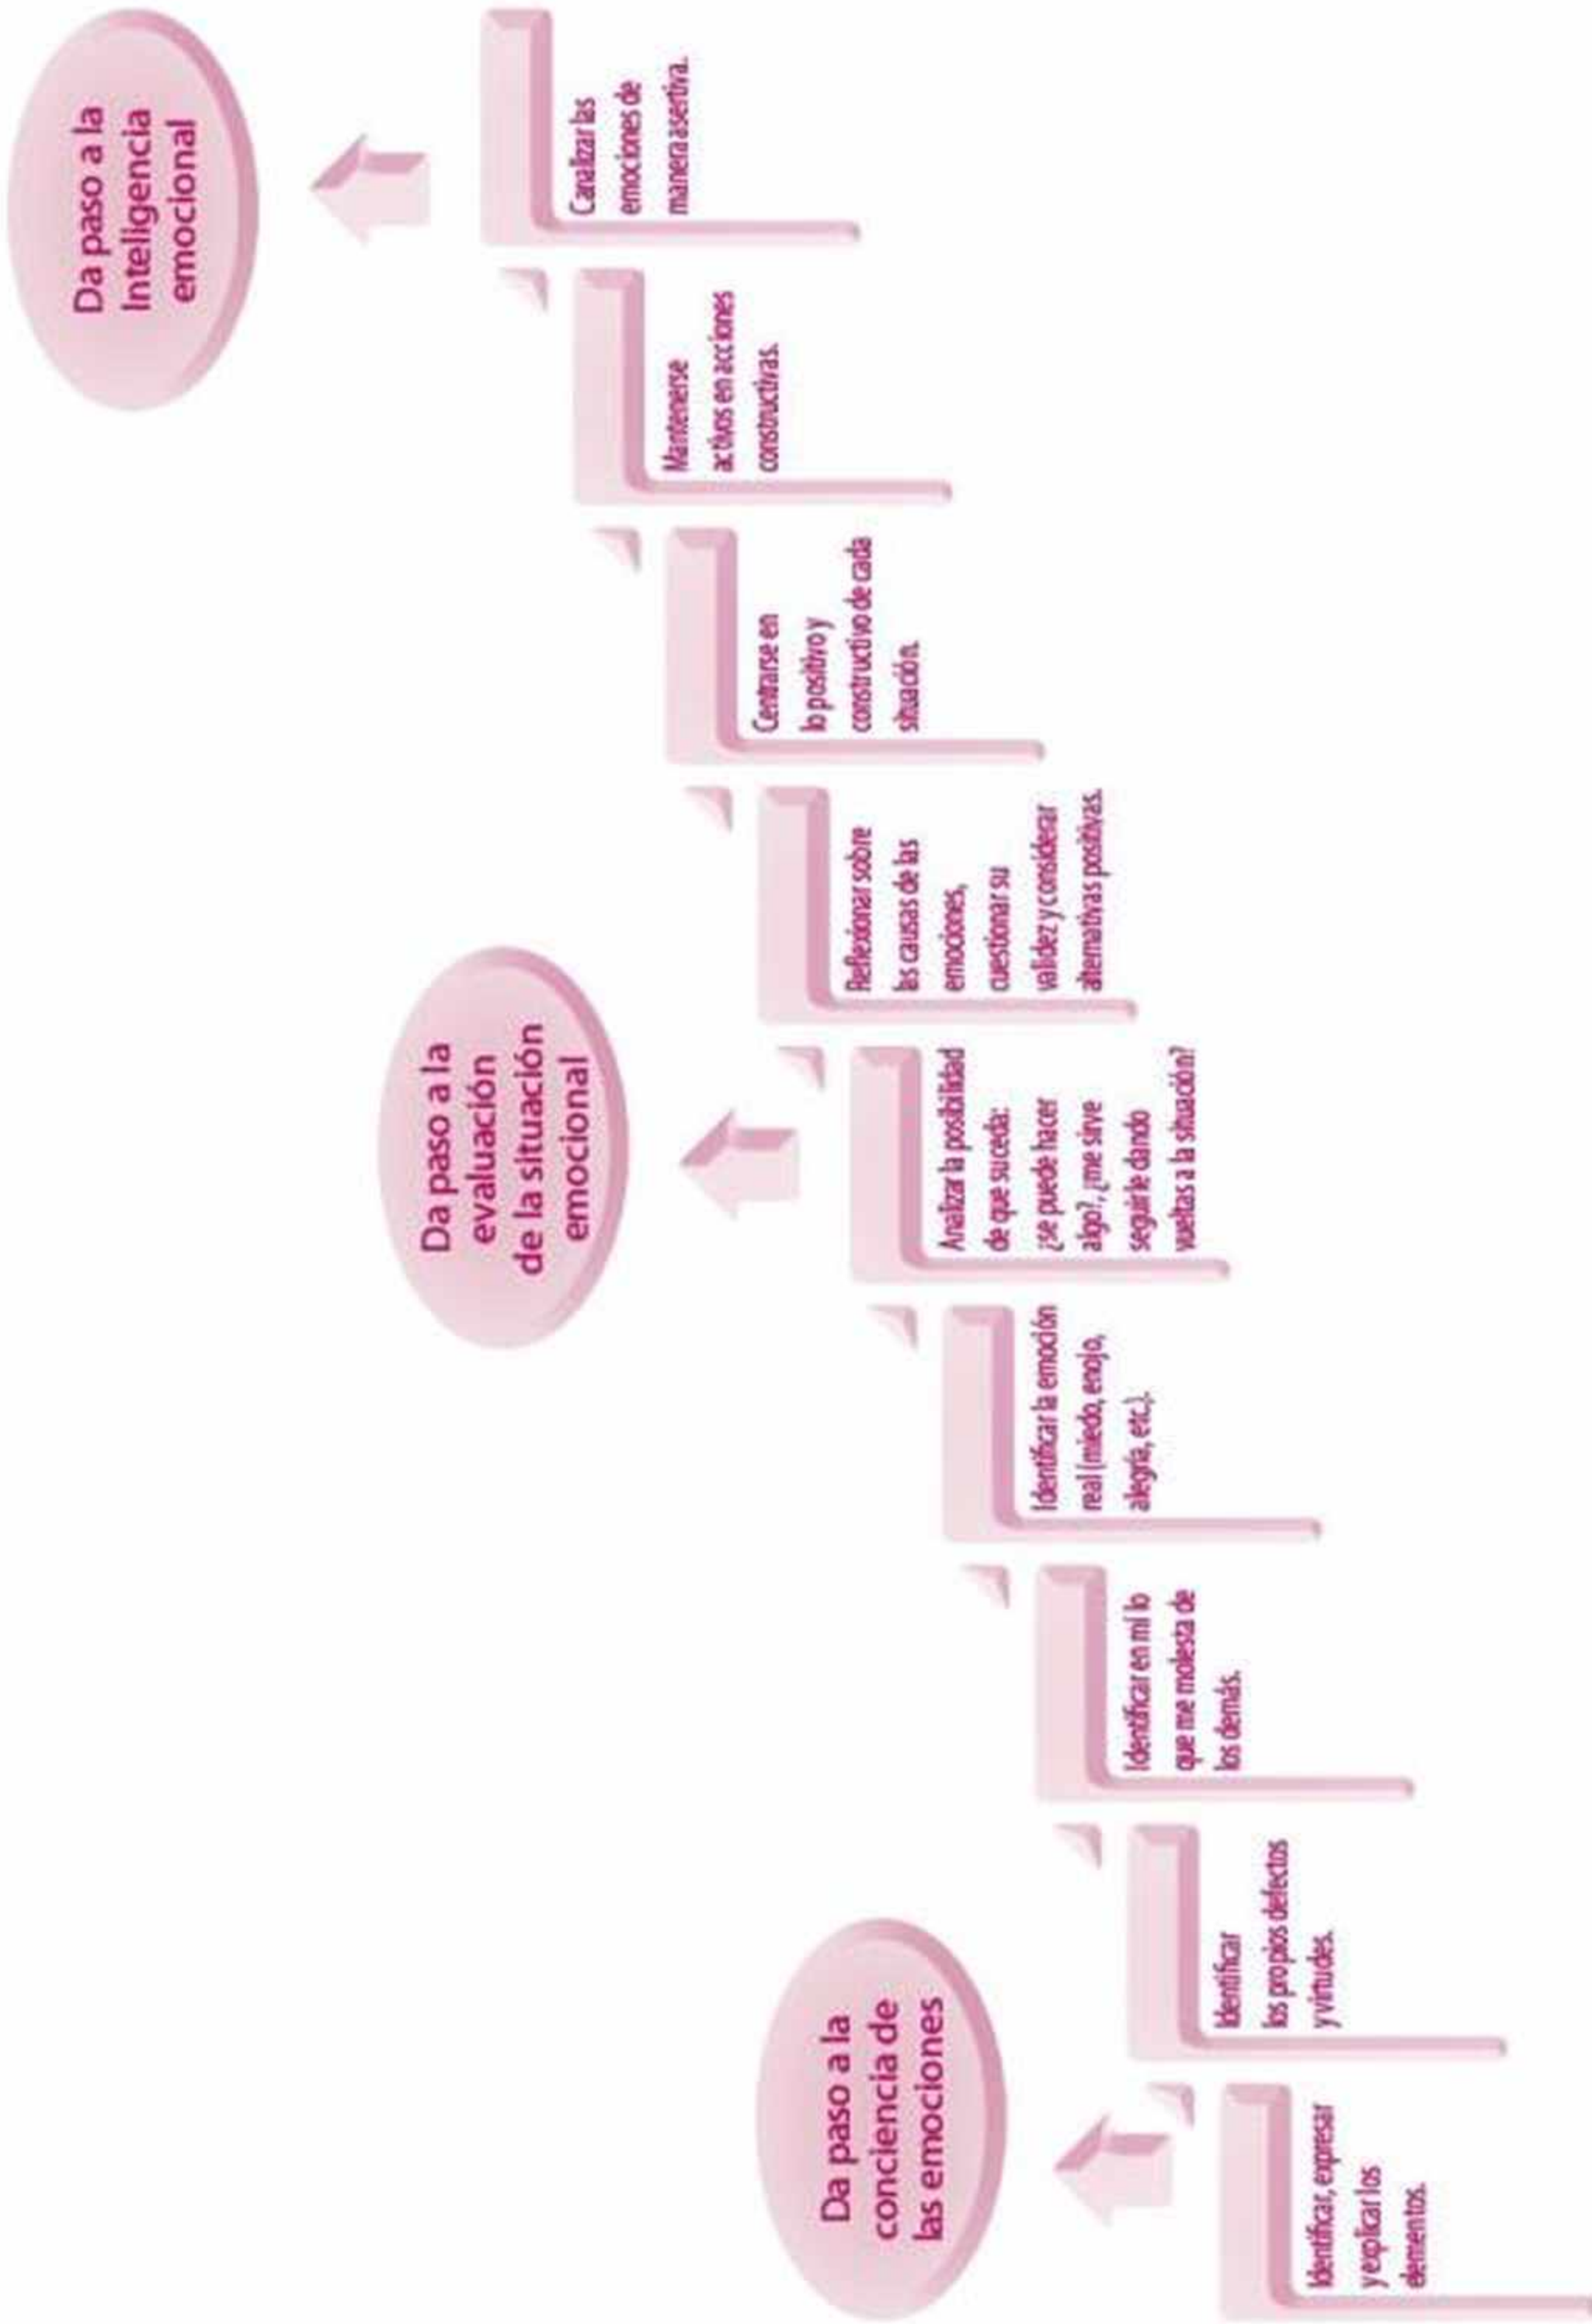 Da paso a la
conciencia de
las emociones
Identificar, expresar
y explicar los
elementos.
Identificar
los propios defectos
y virtudes.
Identificar en mí lo
que me molesta de
los demás.
Identificar la emoción
real (miedo, enojo,
alegría, etc.).
Da paso a la
evaluación
de la situación
emocional
Analizar la posibilidad
de que suceda:
¿se puede hacer
algo?, ¿me sirve
seguirle dando
vueltas a la situación?
Reflexionar sobre
las causas de las
emociones,
cuestionar su
validez y considerar
alternativas positivas.
Centrarse en
lo positivo y
constructivo de cada
situación.
Mantenerse
activos en acciones
constructivas.
Da paso a la
Inteligencia
emocional
Canalizar las
emociones de
manera asertiva.